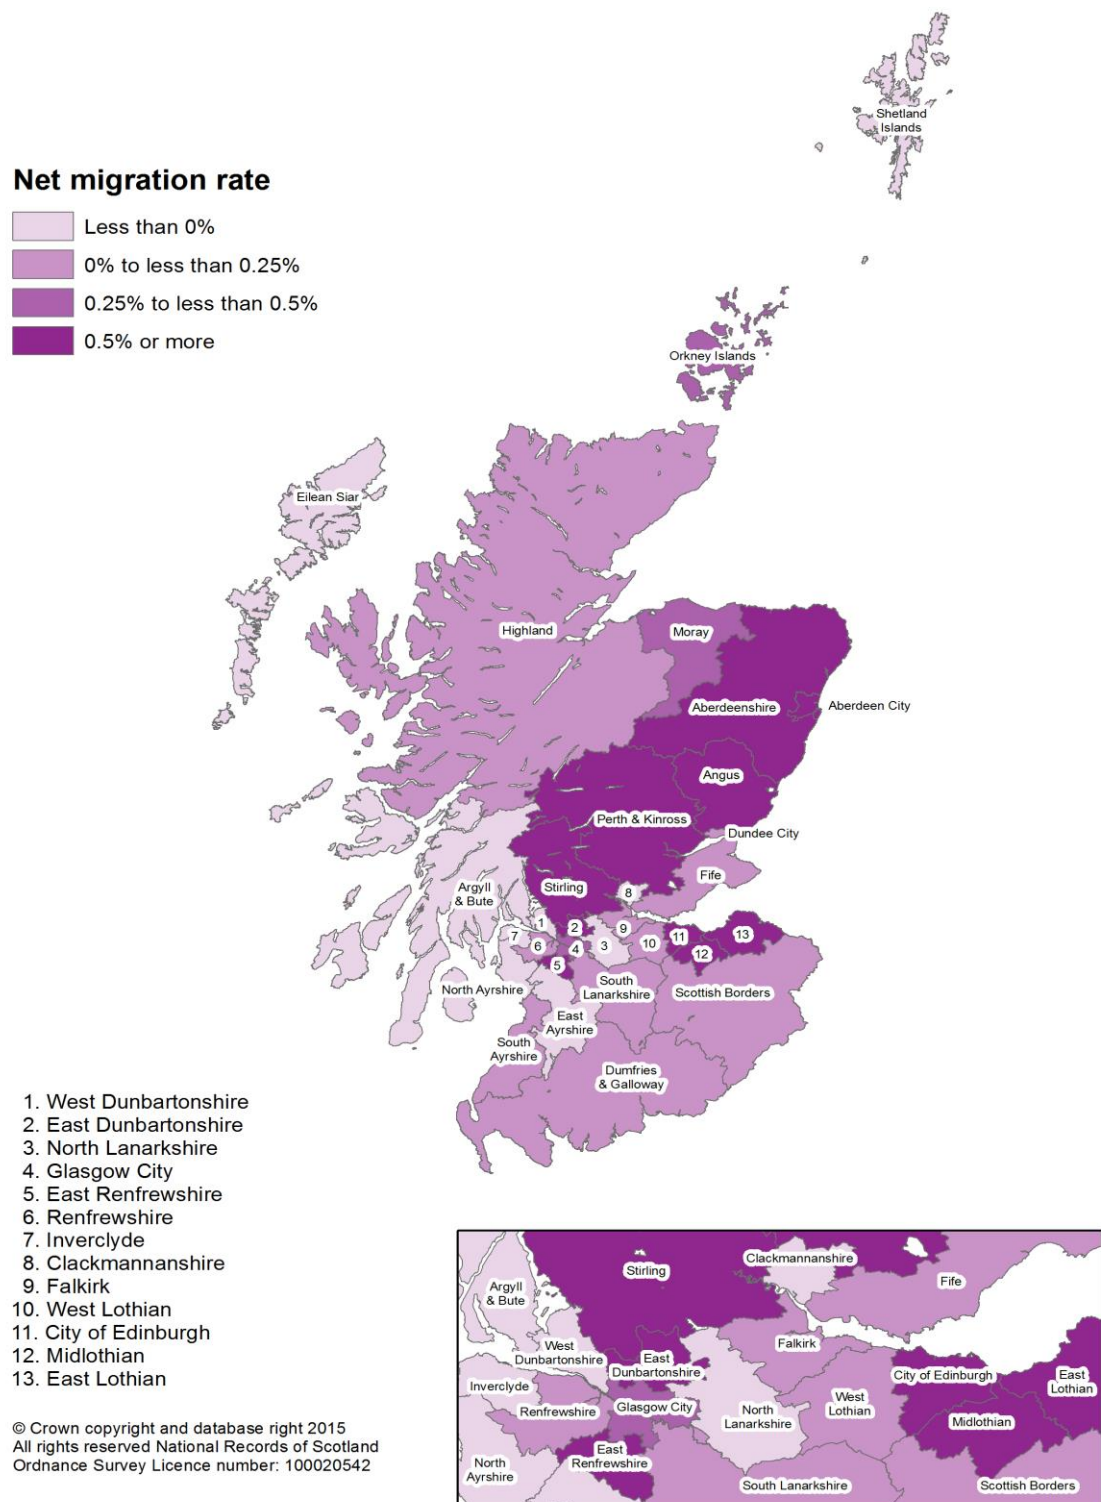 Shetland
Islands
Net migration rate
Less than 0%
0% to less than 0.25%
0.25% to less than 0.5%
0.5% or more
Orkney Islands
Eilean Siar
Highland
Moray
Aberdeenshire
Aberdeen City
Angus
Perth & Kinross
Dundee City
Fife
Argyll
& Bute
Stirling
8
1
2
9
13
7
6
4
3
10
11
12
5
North Ayrshire
South
Lanarkshire
Scottish Borders
East
Ayrshire
South
Ayrshire
Dumfries
& Galloway
1. West Dunbartonshire
2. East Dunbartonshire
3. North Lanarkshire
4. Glasgow City
5. East Renfrewshire
6. Renfrewshire
7. Inverclyde
8. Clackmannanshire
9. Falkirk
10. West Lothian
11. City of Edinburgh
12. Midlothian
13. East Lothian
© Crown copyright and database right 2015
All rights reserved National Records of Scotland
Ordnance Survey Licence number: 100020542
Clackmannanshire
Stirling
Fife
Argyll
& Bute
Falkirk
West
Dunbartonshire
East
Dunbartonshire
City of Edinburgh
East
Lothian
Inverclyde
Renfrewshire
Glasgow City
North
Lanarkshire
West
Lothian
Midlothian
East
Renfrewshire
North
Ayrshire
South Lanarkshire
Scottish Borders